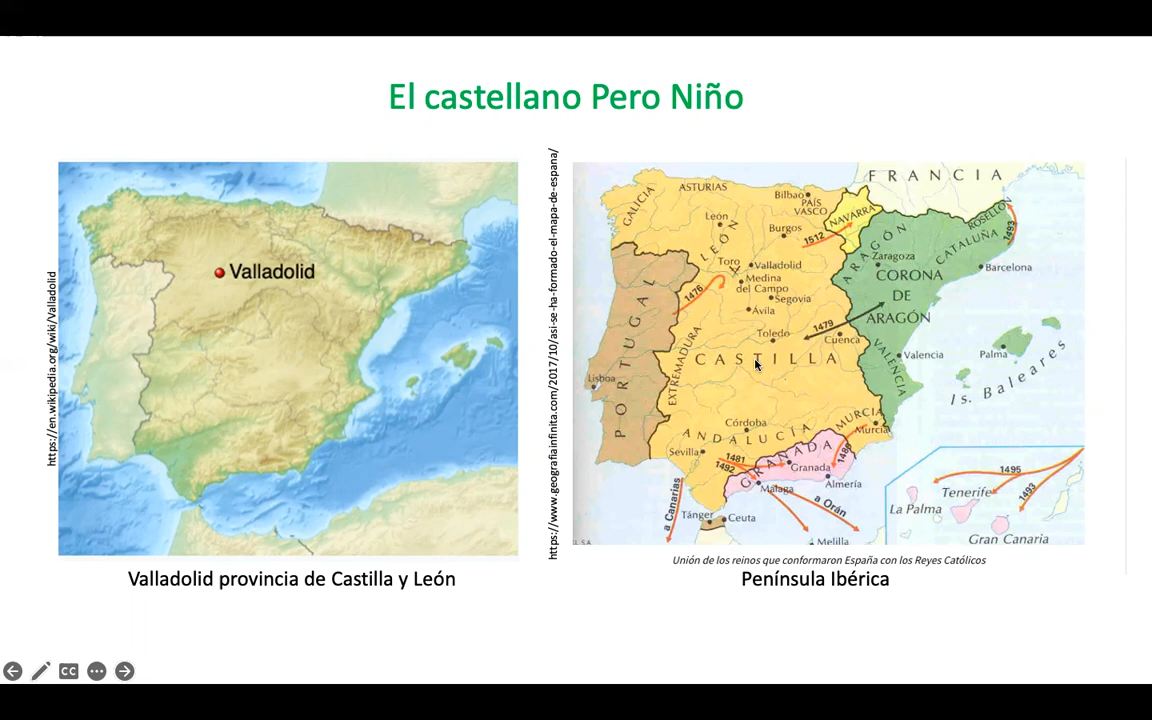 El castellano Pero Niño
https://en.wikipedia.org/wiki/Valladolid
Valladolid
Valladolid provincia de Castilla y León
https://www.geografiainfinita.com/2017/10/asi-se-ha-formado-el-mapa-de-espana/
FRANCIA
GALICIA
ASTURIAS
Bilbao
PAÍS
VASCO
NAVARRA
ROSELLÓN
1493
León
LEÓN
Burgos
1512
ARAGÓN
CATALUÑA
Zaragoza
Toro
Valladolid
CORONA
DE
ARAGÓN
Barcelona
Medina
del Campo
1476
Segovia
Ávila
PORTUGAL
Toledo
1479
Cuenca
EXTREMADURA
CASTILLA
VALENCIA
Valencia
Palma
Is. Baleares
Lisboa
Córdoba
ANDALUCÍA
MURCIA
Murcia
Sevilla
1481
1492
GRANADA
1488
Granada
Málaga
Almería
a Canarias
a Orán
Tánger
Ceuta
Melilla
1495
1493
Tenerife
La Palma
Gran Canaria
S.A.
Unión de los reinos que conformaron España con los Reyes Católicos
Península Ibérica
CC